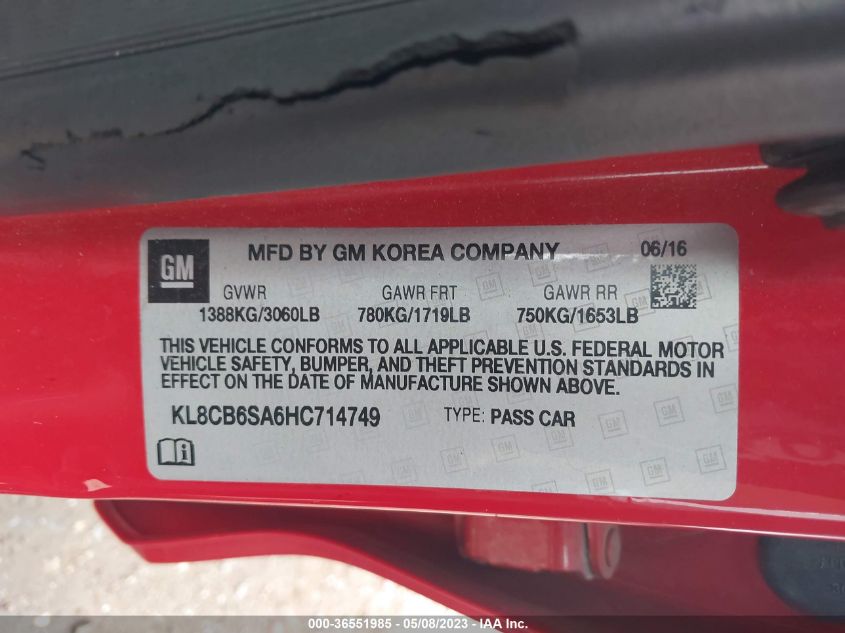 GM MFD BY GM KOREA COMPANY 06/16
GVWR GAWR FRT GAWR RR
1388KG/3060LB 780KG/1719LB 750KG/1653LB
THIS VEHICLE CONFORMS TO ALL APPLICABLE U.S. FEDERAL MOTOR
VEHICLE SAFETY, BUMPER, AND THEFT PREVENTION STANDARDS IN
EFFECT ON THE DATE OF MANUFACTURE SHOWN ABOVE.
KL8CB6SA6HC714749 TYPE: PASS CAR
000-36551985 - 05/08/2023 - USA - IAA Inc.